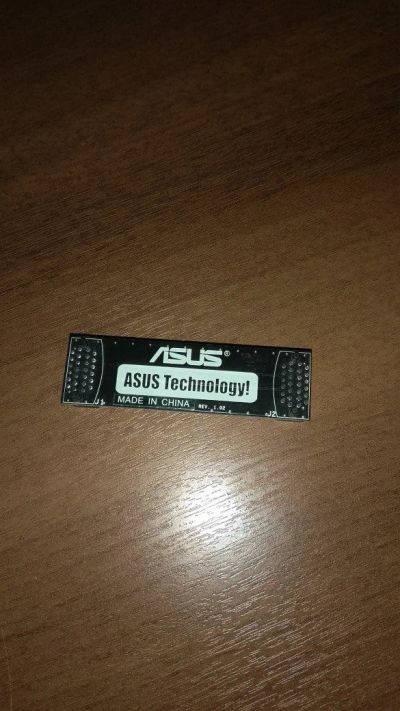 ASUS®
ASUS Technology!
MADE IN CHINA REV. 1.02
J1
J2